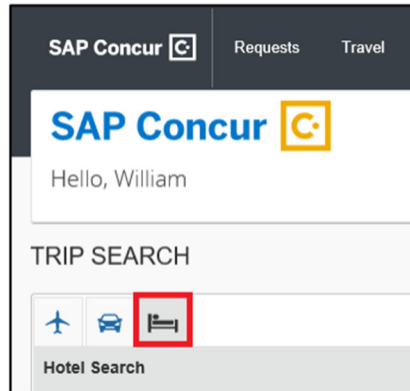 SAP Concur C Requests Travel
SAP Concur C
Hello, William
TRIP SEARCH
Hotel Search